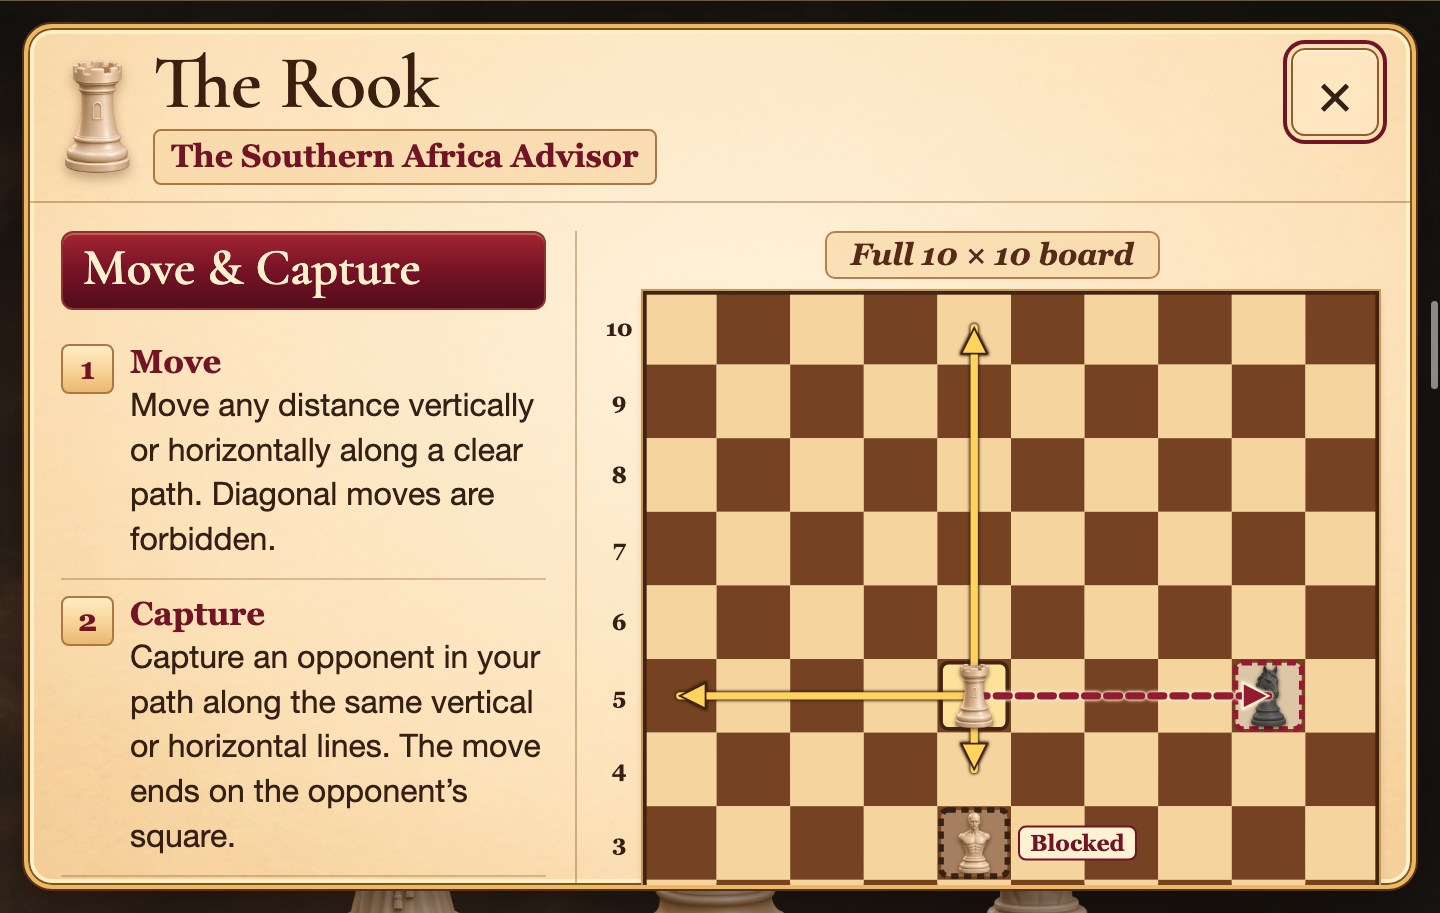 The Rook
The Southern Africa Advisor
×
Move & Capture
1
Move
Move any distance vertically
or horizontally along a clear
path. Diagonal moves are
forbidden.
2
Capture
Capture an opponent in your
path along the same vertical
or horizontal lines. The move
ends on the opponent’s
square.
Full 10 × 10 board
10
9
8
7
6
5
4
3
Blocked